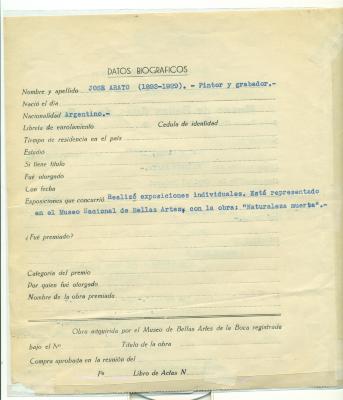 DATOS BIOGRAFICOS
Nombre y apellido JOSE ARATO (1893-1929). - Pintor y grabador.-
Nació el día
Nacionalidad Argentino.-
Libreta de enrolamiento Cedula de identidad
Tiempo de residencia en el país
Estudió
Si tiene título
Fué otorgado
Con fecha
Exposiciones que concurrió Realizó exposiciones individuales. Está representado
en el Museo Nacional de Bellas Artes, con la obra: "Naturaleza muerta".-
¿Fué premiado?
Categoría del premio
Por quien fué otorgado
Nombre de la obra premiada
Obra adquirida por el Museo de Bellas Artes de la Boca registrada
bajo el Nº Título de la obra
Compra aprobada en la reunión del
Fº Libro de Actas N